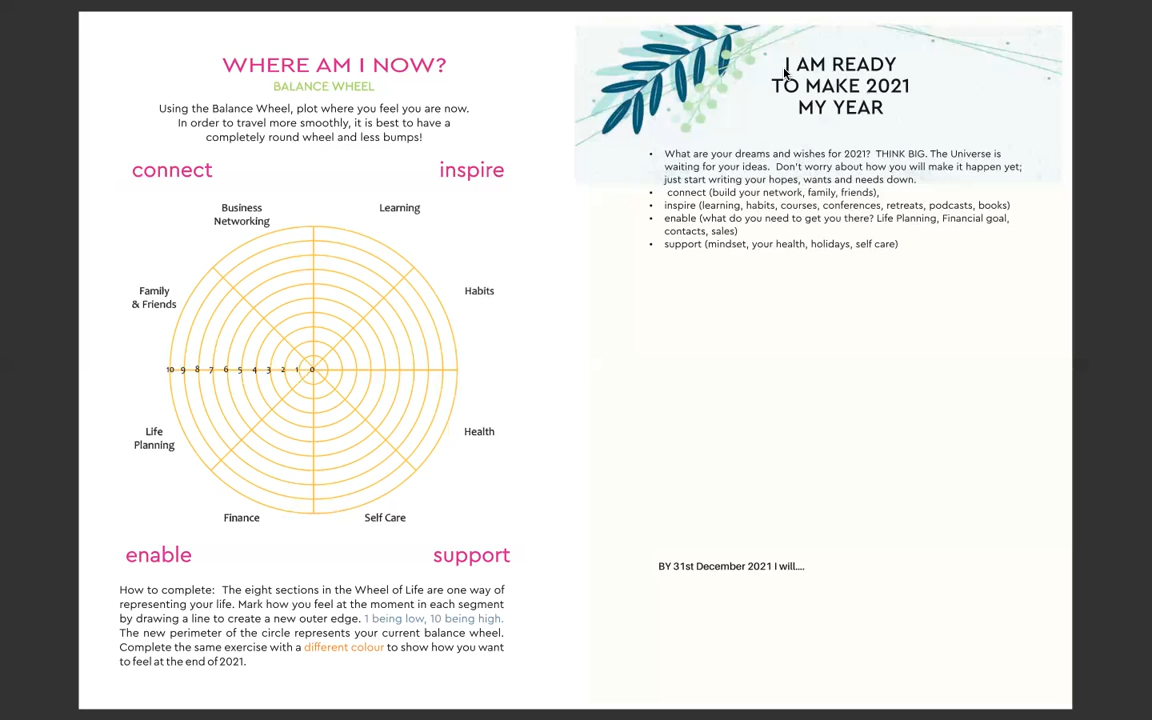 WHERE AM I NOW?
BALANCE WHEEL
Using the Balance Wheel, plot where you feel you are now.
In order to travel more smoothly, it is best to have a
completely round wheel and less bumps!
connect
inspire
Business
Networking
Learning
Family
& Friends
Habits
10 9 8 7 6 5 4 3 2 1 0
Life
Planning
Health
Finance
Self Care
enable
support
How to complete: The eight sections in the Wheel of Life are one way of
representing your life. Mark how you feel at the moment in each segment
by drawing a line to create a new outer edge. 1 being low, 10 being high.
The new perimeter of the circle represents your current balance wheel.
Complete the same exercise with a different colour to show how you want
to feel at the end of 2021.
I AM READY
TO MAKE 2021
MY YEAR
• What are your dreams and wishes for 2021? THINK BIG. The Universe is
waiting for your ideas. Don't worry about how you will make it happen yet;
just start writing your hopes, wants and needs down.
• connect (build your network, family, friends),
• inspire (learning, habits, courses, conferences, retreats, podcasts, books)
• enable (what do you need to get you there? Life Planning, Financial goal,
contacts, sales)
• support (mindset, your health, holidays, self care)
BY 31st December 2021 I will....